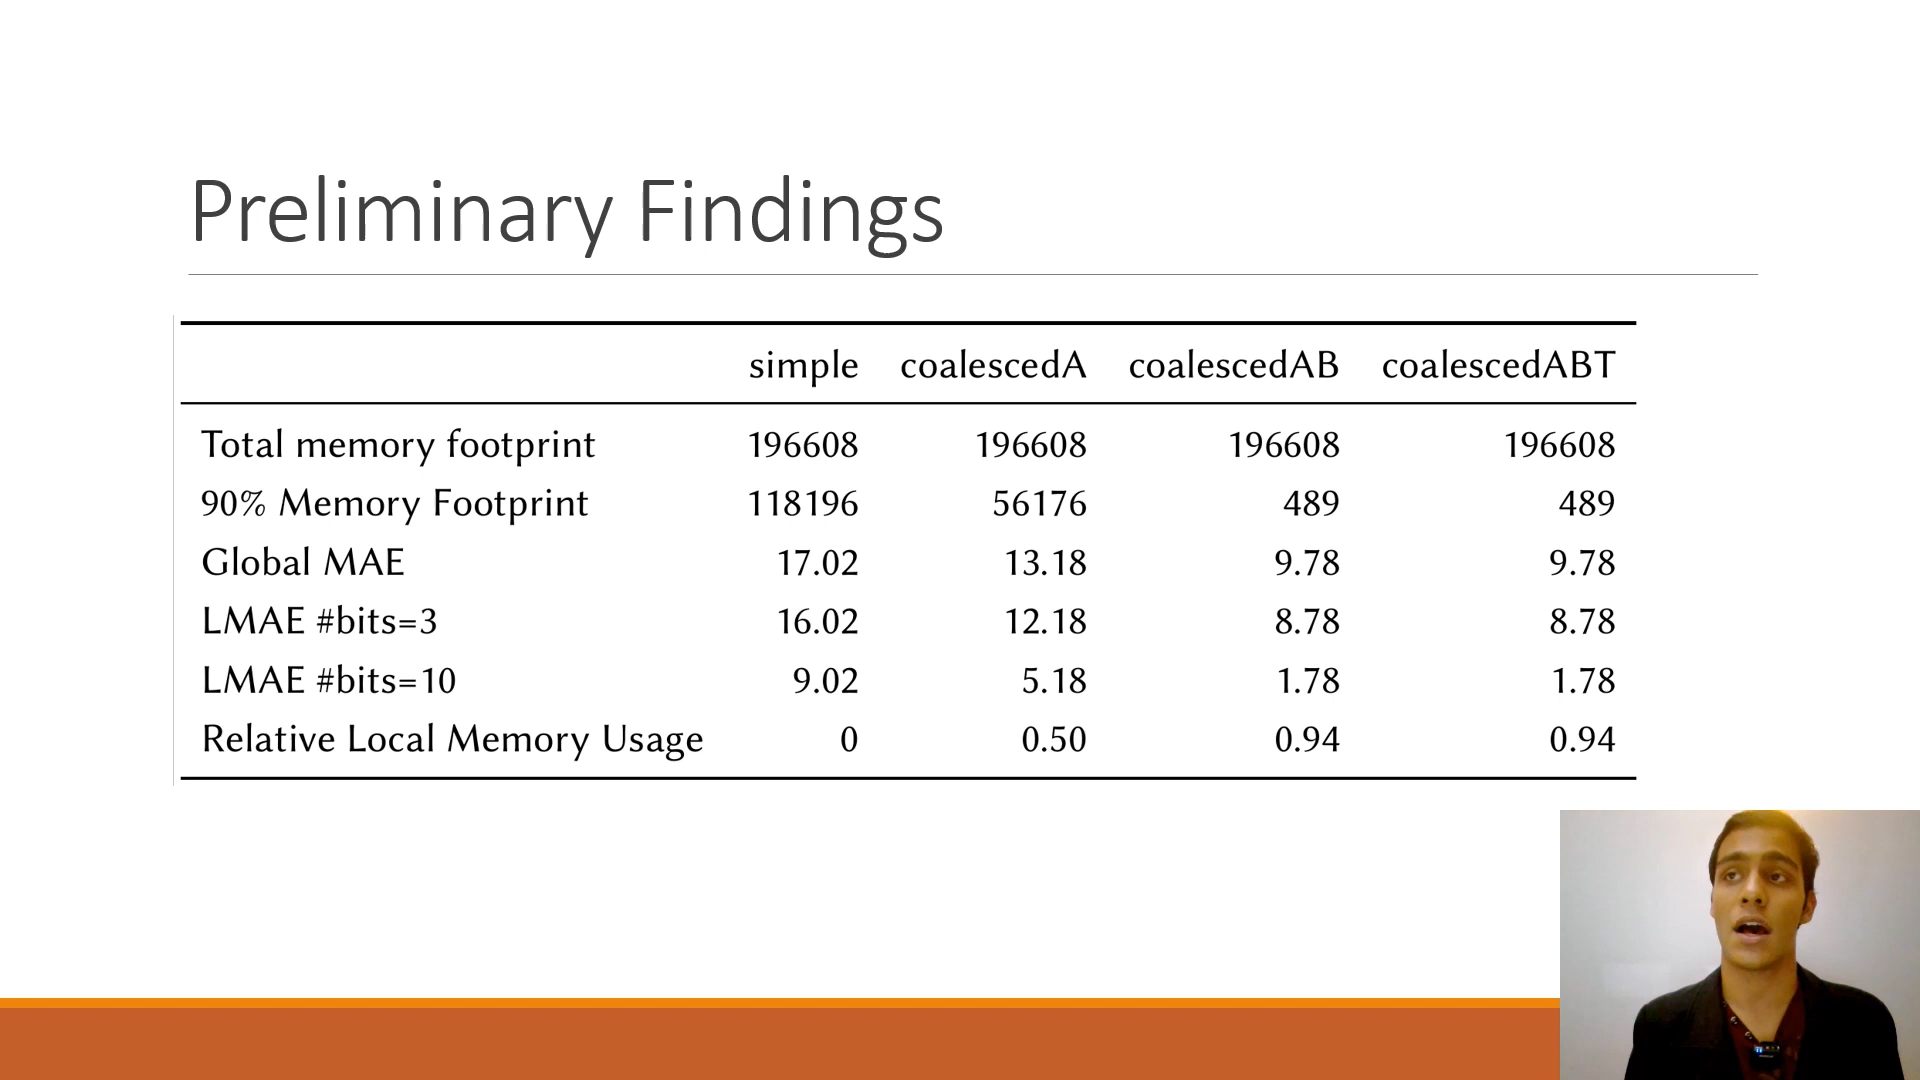 Preliminary Findings
simple coalescedA coalescedAB coalescedABT
Total memory footprint 196608 196608 196608 196608
90% Memory Footprint 118196 56176 489 489
Global MAE 17.02 13.18 9.78 9.78
LMAE #bits=3 16.02 12.18 8.78 8.78
LMAE #bits=10 9.02 5.18 1.78 1.78
Relative Local Memory Usage 0 0.50 0.94 0.94